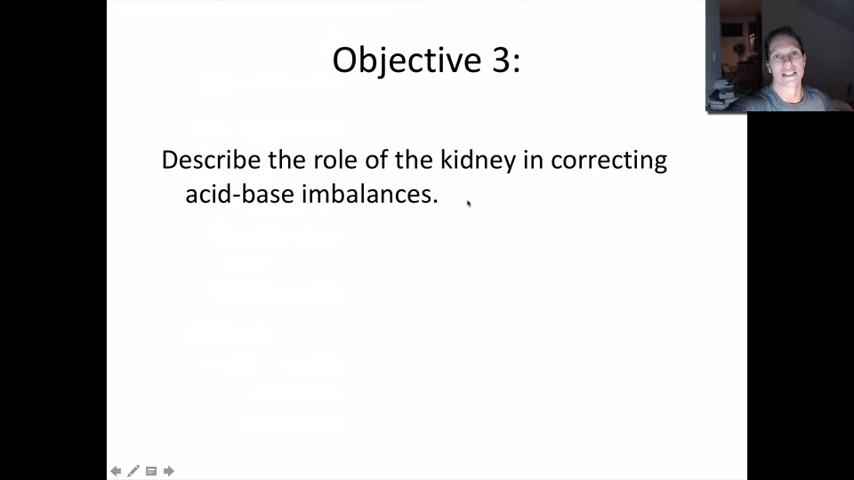 Objective 3:
Describe the role of the kidney in correcting
acid-base imbalances.